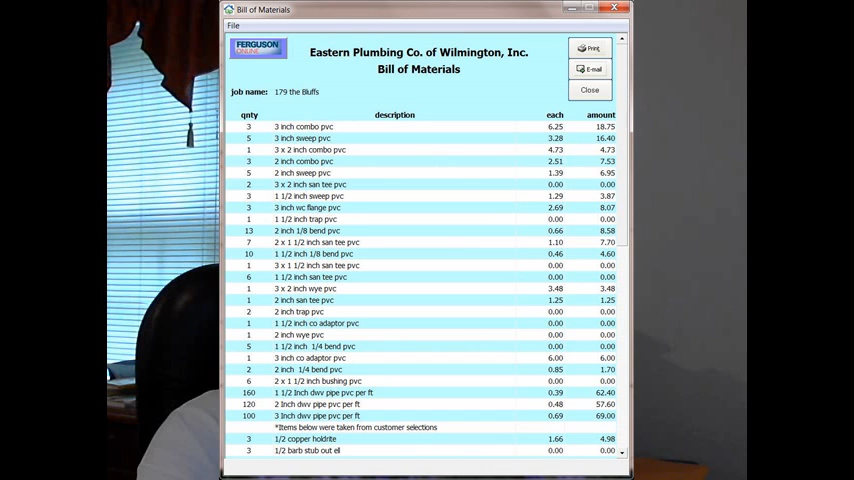 Bill of Materials
File
FERGUSON
ONLINE
Eastern Plumbing Co. of Wilmington, Inc.
Bill of Materials
Print
E-mail
Close
job name: 179 the Bluffs
qnty description each amount
3 3 inch combo pvc 6.25 18.75
5 3 inch sweep pvc 3.28 16.40
1 3 x 2 inch combo pvc 4.73 4.73
3 2 inch combo pvc 2.51 7.53
5 2 inch sweep pvc 1.39 6.95
2 3 x 2 inch san tee pvc 0.00 0.00
3 1 1/2 inch sweep pvc 1.29 3.87
3 3 inch wc flange pvc 2.69 8.07
1 1 1/2 inch trap pvc 0.00 0.00
13 2 inch 1/8 bend pvc 0.66 8.58
7 2 x 1 1/2 inch san tee pvc 1.10 7.70
10 1 1/2 inch 1/8 bend pvc 0.46 4.60
1 3 x 1 1/2 inch san tee pvc 0.00 0.00
6 1 1/2 inch san tee pvc 0.00 0.00
1 3 x 2 inch wye pvc 3.48 3.48
1 2 inch san tee pvc 1.25 1.25
2 2 inch trap pvc 0.00 0.00
1 1 1/2 inch co adaptor pvc 0.00 0.00
1 2 inch wye pvc 0.00 0.00
5 1 1/2 inch 1/4 bend pvc 0.00 0.00
1 3 inch co adaptor pvc 6.00 6.00
2 2 inch 1/4 bend pvc 0.85 1.70
6 2 x 1 1/2 inch bushing pvc 0.00 0.00
160 1 1/2 Inch dwv pipe pvc per ft 0.39 62.40
120 2 Inch dwv pipe pvc per ft 0.48 57.60
100 3 Inch dwv pipe pvc per ft 0.69 69.00
*Items below were taken from customer selections
3 1/2 copper holdrite 1.66 4.98
3 1/2 barb stub out ell 0.00 0.00